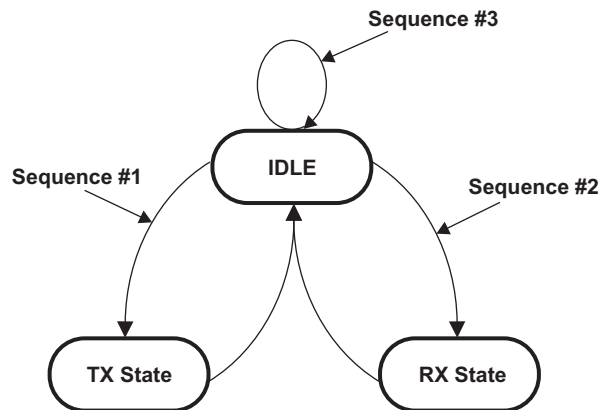 Sequence #3
IDLE
Sequence #1
Sequence #2
TX State
RX State